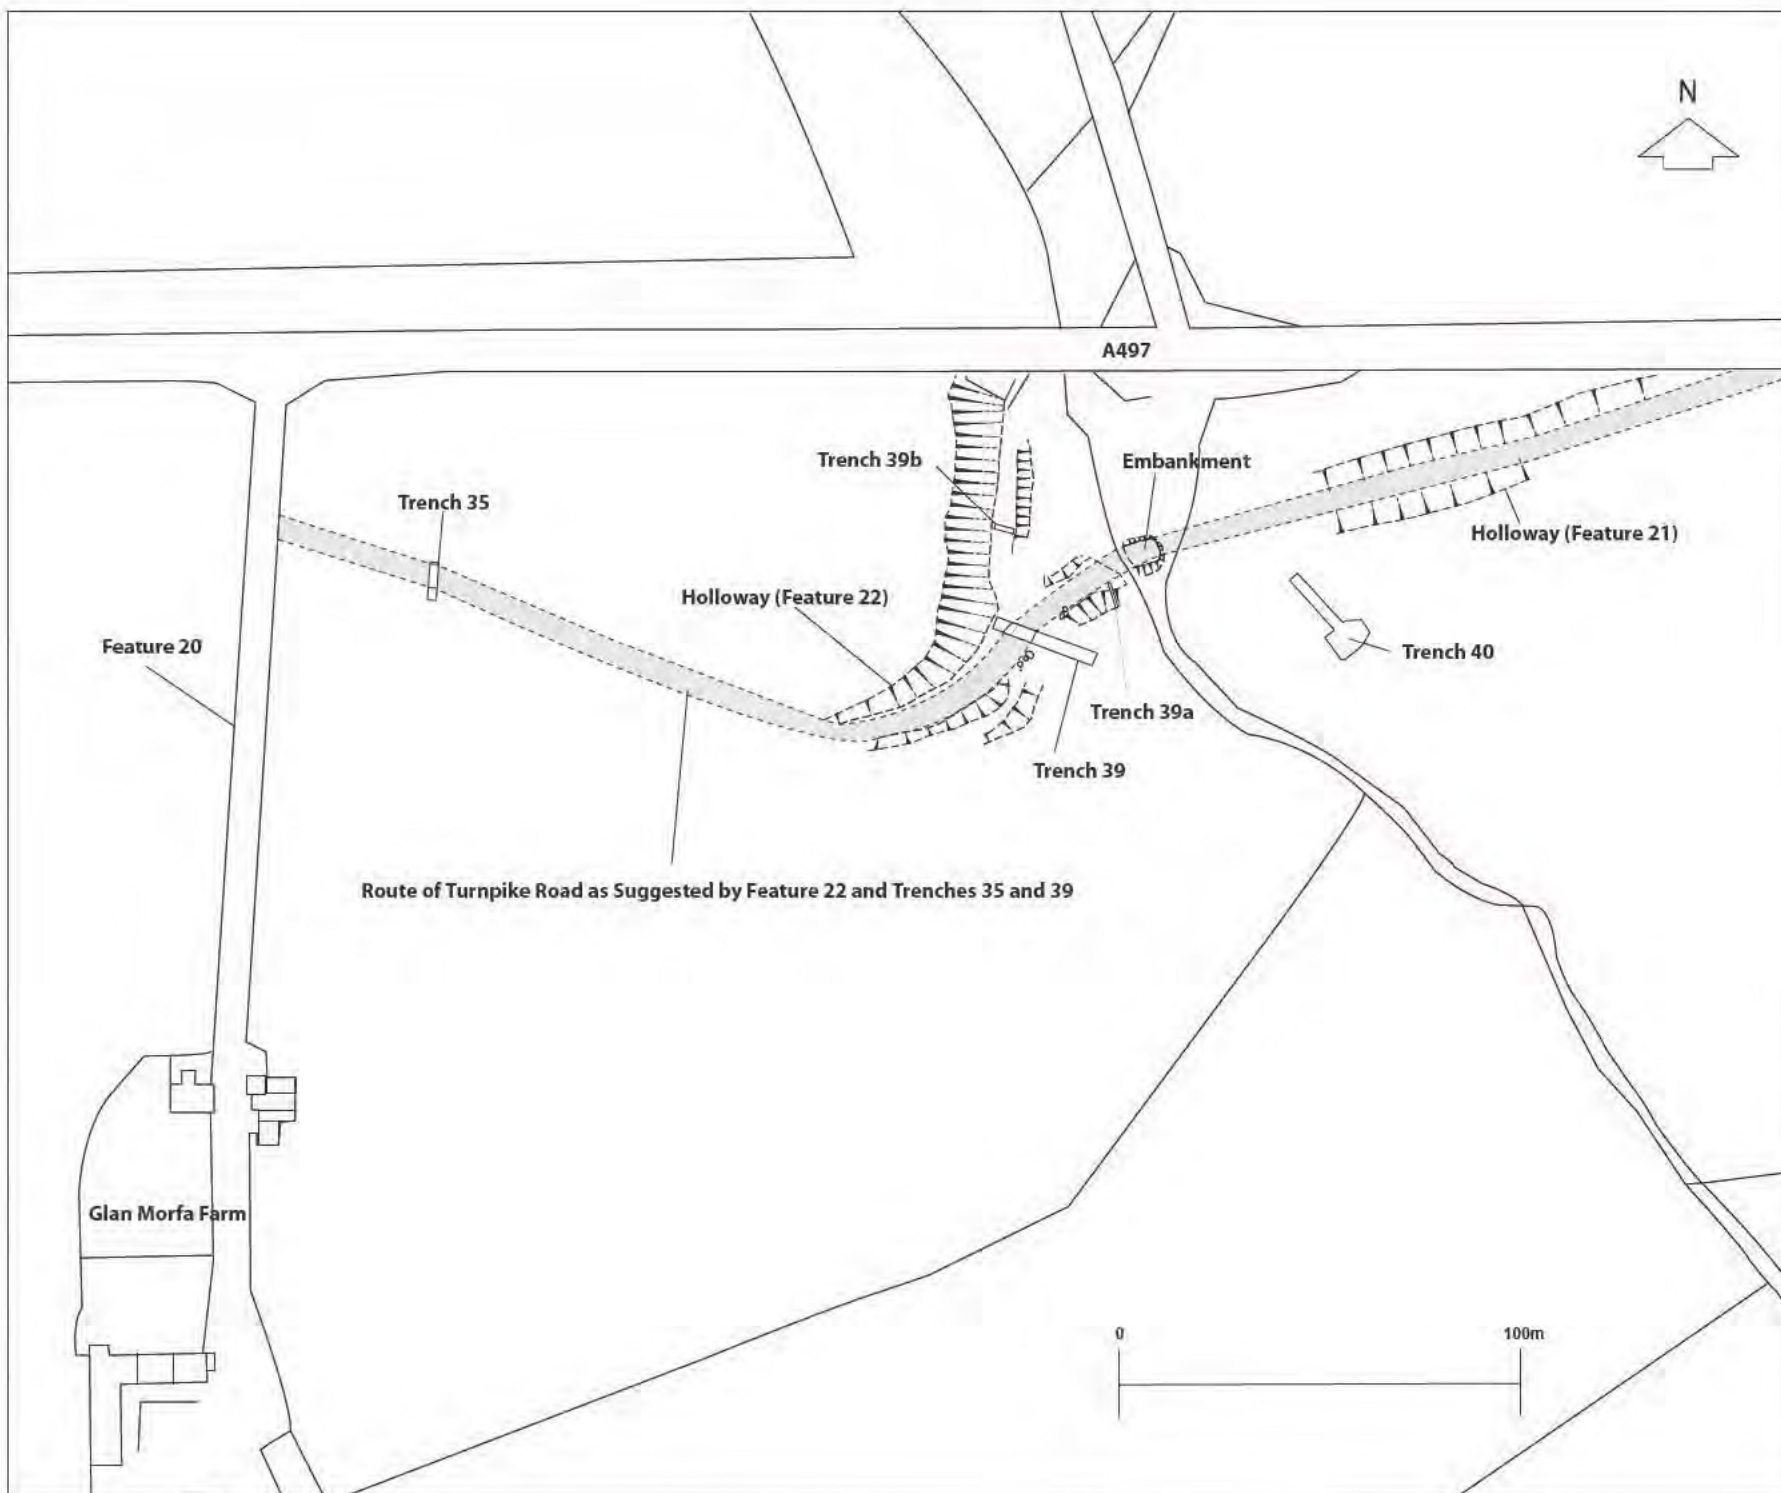 N
A497
Trench 39b
Embankment
Trench 35
Holloway (Feature 21)
Holloway (Feature 22)
Feature 20
Trench 40
Trench 39a
Trench 39
Route of Turnpike Road as Suggested by Feature 22 and Trenches 35 and 39
Glan Morfa Farm
0 100m